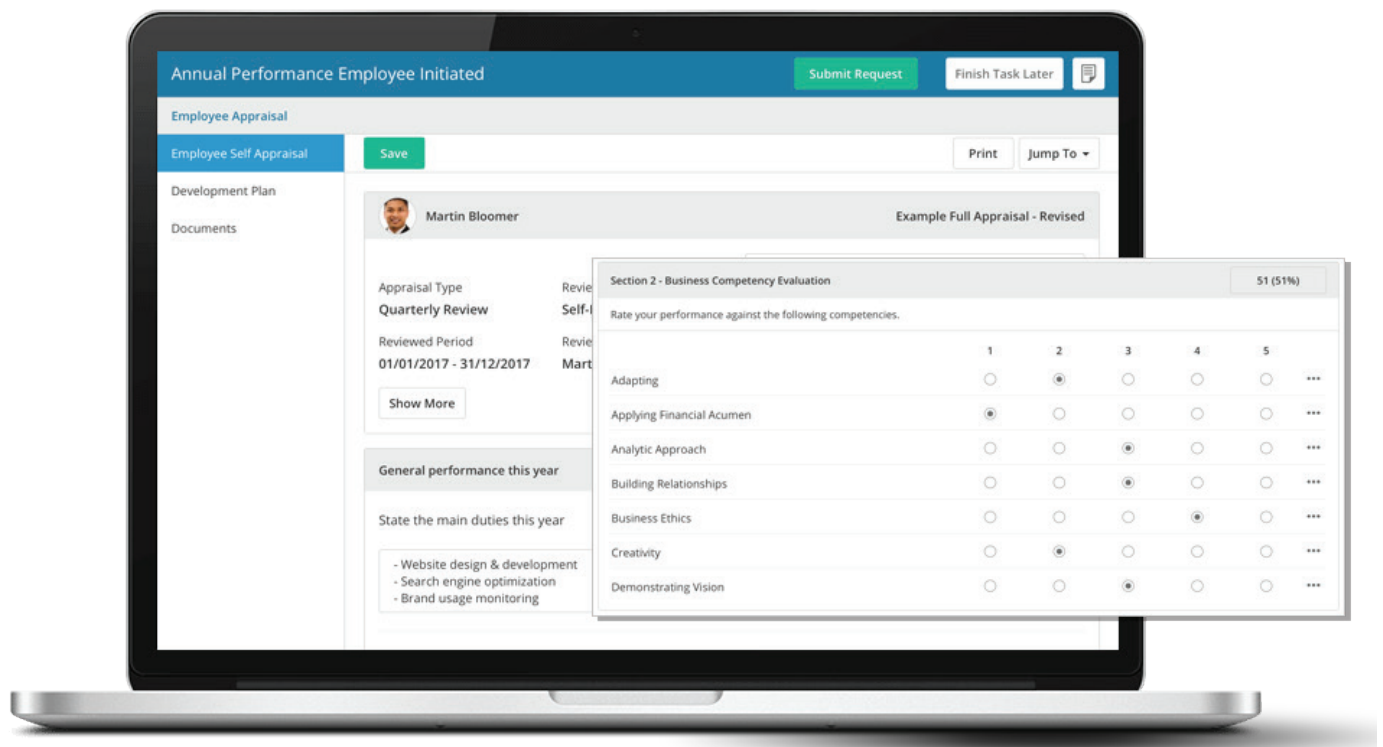 Annual Performance Employee Initiated
Submit Request
Finish Task Later
Employee Appraisal
Employee Self Appraisal
Development Plan
Documents
Save
Print
Jump To
Martin Bloomer
Example Full Appraisal - Revised
Appraisal Type
Quarterly Review
Reviewed Period
01/01/2017 - 31/12/2017
Show More
General performance this year
State the main duties this year
- Website design & development
- Search engine optimization
- Brand usage monitoring
Section 2 - Business Competency Evaluation
51 (51%)
Rate your performance against the following competencies.
1 2 3 4 5
Adapting
Applying Financial Acumen
Analytic Approach
Building Relationships
Business Ethics
Creativity
Demonstrating Vision